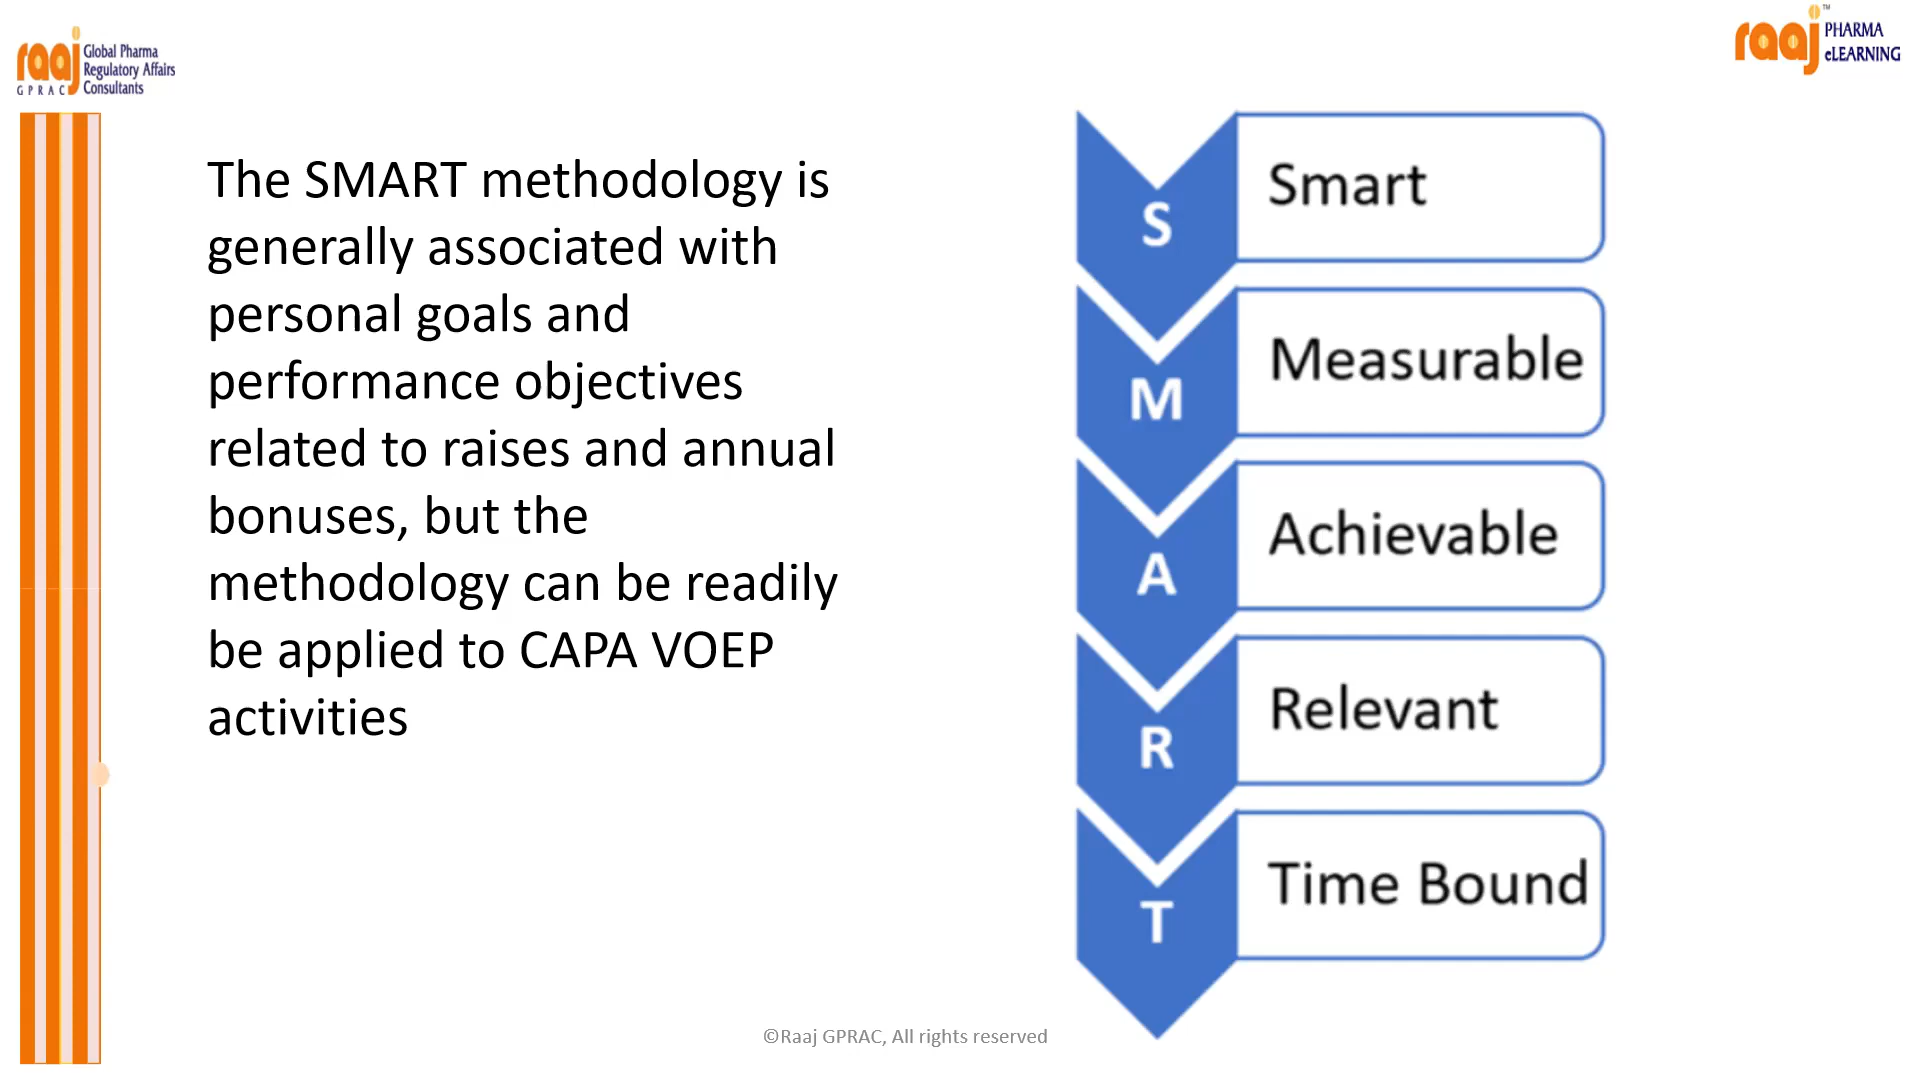 raaj
Global Pharma
Regulatory Affairs
Consultants
GPRAC
raaj™
PHARMA
eLEARNING
The SMART methodology is
generally associated with
personal goals and
performance objectives
related to raises and annual
bonuses, but the
methodology can be readily
be applied to CAPA VOEP
activities
S
Smart
M
Measurable
A
Achievable
R
Relevant
T
Time Bound
©Raaj GPRAC, All rights reserved